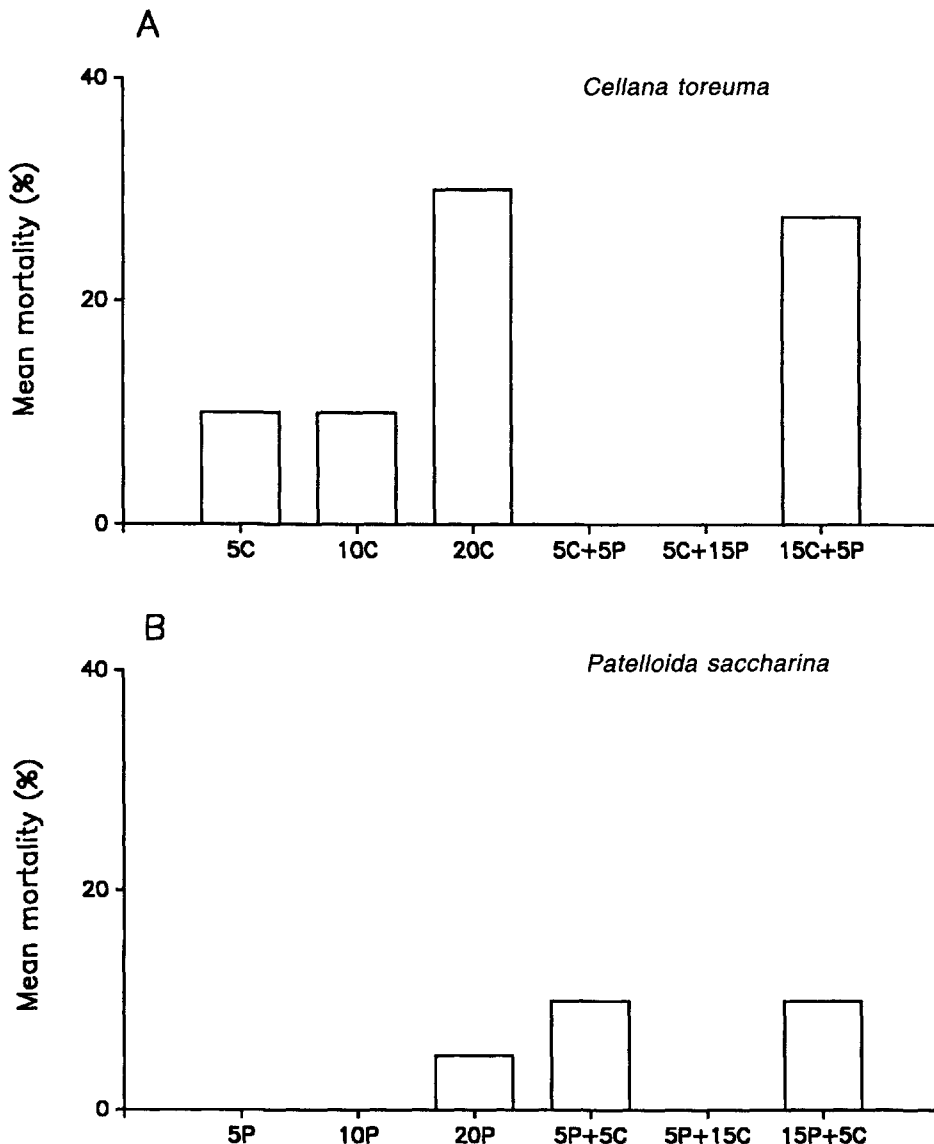 A
Cellana toreuma
Mean mortality (%)
40
20
0
5C 10C 20C 5C+5P 5C+15P 15C+5P
B
Patelloida saccharina
Mean mortality (%)
40
20
0
5P 10P 20P 5P+5C 5P+15C 15P+5C